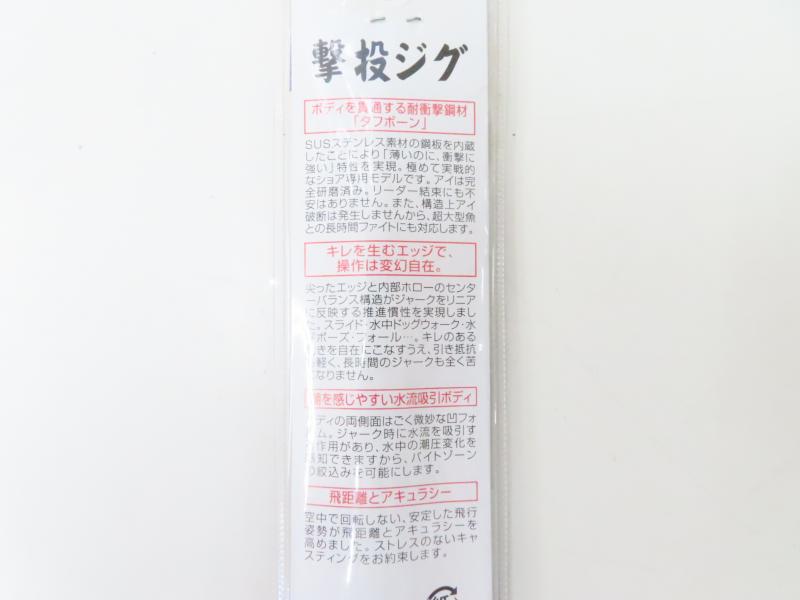 撃投ジグ
ボディを貫通する耐衝撃鋼材
「タフボーン」
SUSステンレス素材の鋼板を内蔵
したことにより「薄いのに、衝撃に
強い」特性を実現。極めて実戦的
なショア専用モデルです。アイは完
全研磨済み。リーダー結束にも不
安はありません。また、構造上アイ
破断は発生しませんから、超大型魚
との長時間ファイトにも対応します。
キレを生むエッジで、
操作は変幻自在。
尖ったエッジと内部ホローのセンタ
ーバランス構造がジャークをリニア
に反映する推進慣性を実現しまし
た。スライド・水中ドッグウォーク・水
平ポーズ・フォール…。キレのある
動きを自在にこなすうえ、引き抵抗
も軽く、長時間のジャークも全く苦
になりません。
潮を感じやすい水流吸引ボディ
ボディの両側面はごく微妙な凹フォ
ルム。ジャーク時に水流を吸引す
る作用があり、水中の潮圧変化を
感知できますから、バイトゾーン
の絞込みを可能にします。
飛距離とアキュラシー
空中で回転しない、安定した飛行
姿勢が飛距離とアキュラシーを
高めました。ストレスのないキャ
スティングをお約束します。